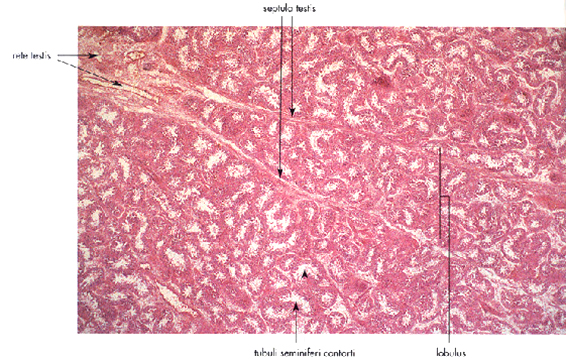 septula testis
rete testis
tubuli seminiferi contorti
lobulus